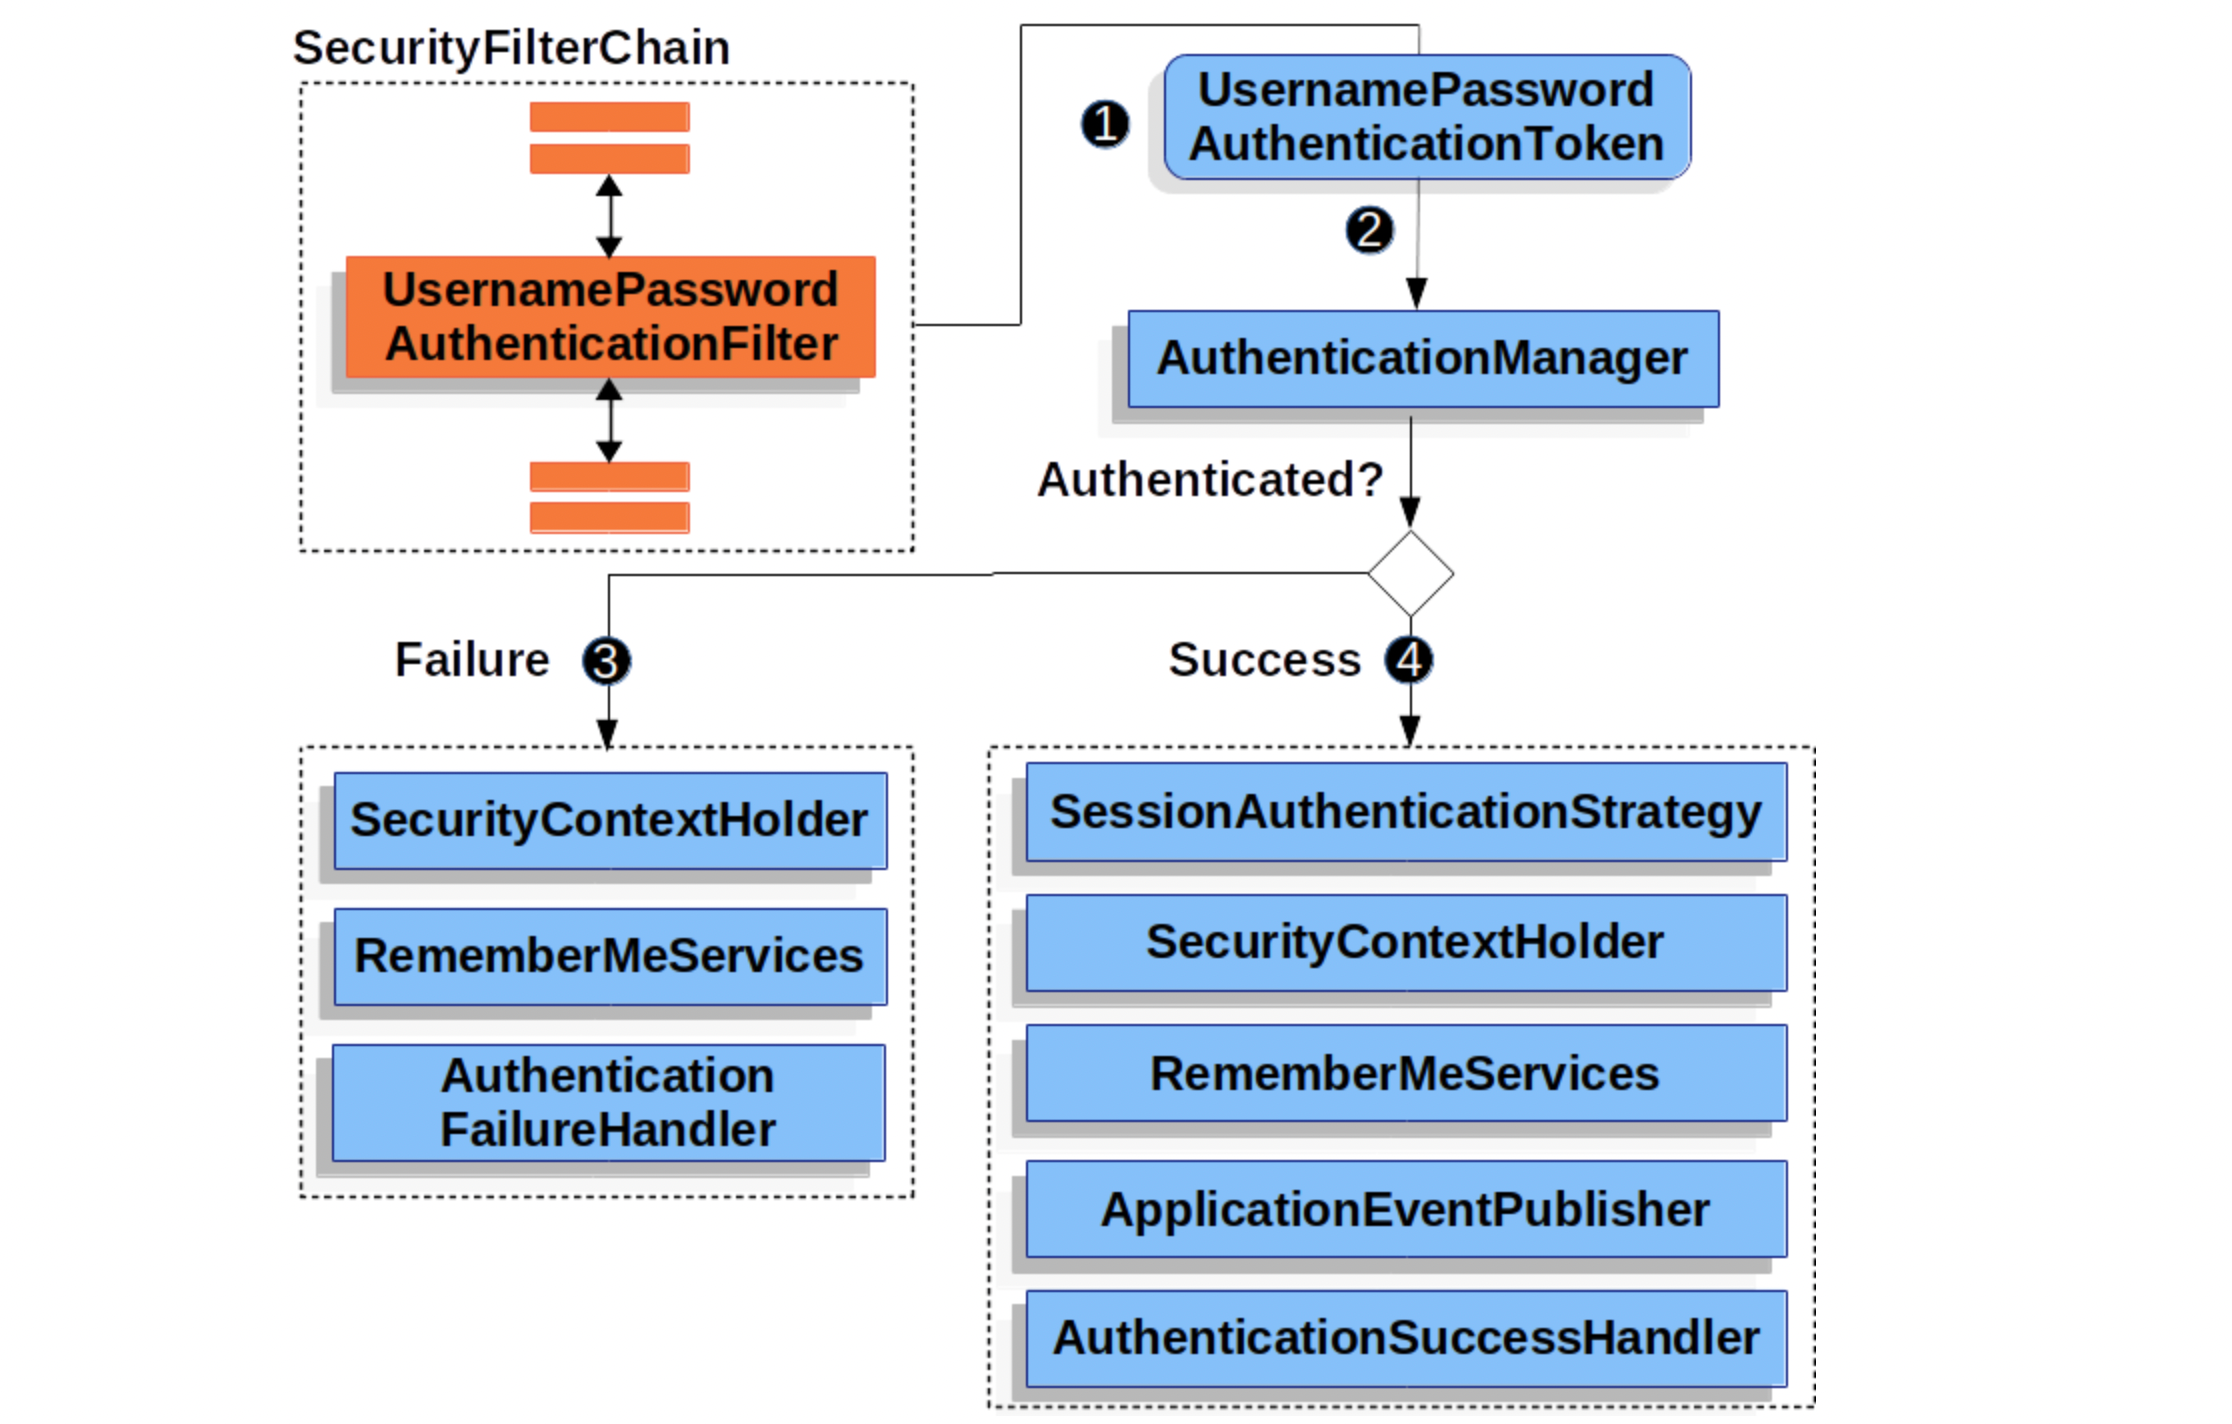 SecurityFilterChain
UsernamePassword
AuthenticationFilter
1
UsernamePassword
AuthenticationToken
2
AuthenticationManager
Authenticated?
Failure 3
Success 4
SecurityContextHolder
RememberMeServices
Authentication
FailureHandler
SessionAuthenticationStrategy
SecurityContextHolder
RememberMeServices
ApplicationEventPublisher
AuthenticationSuccessHandler